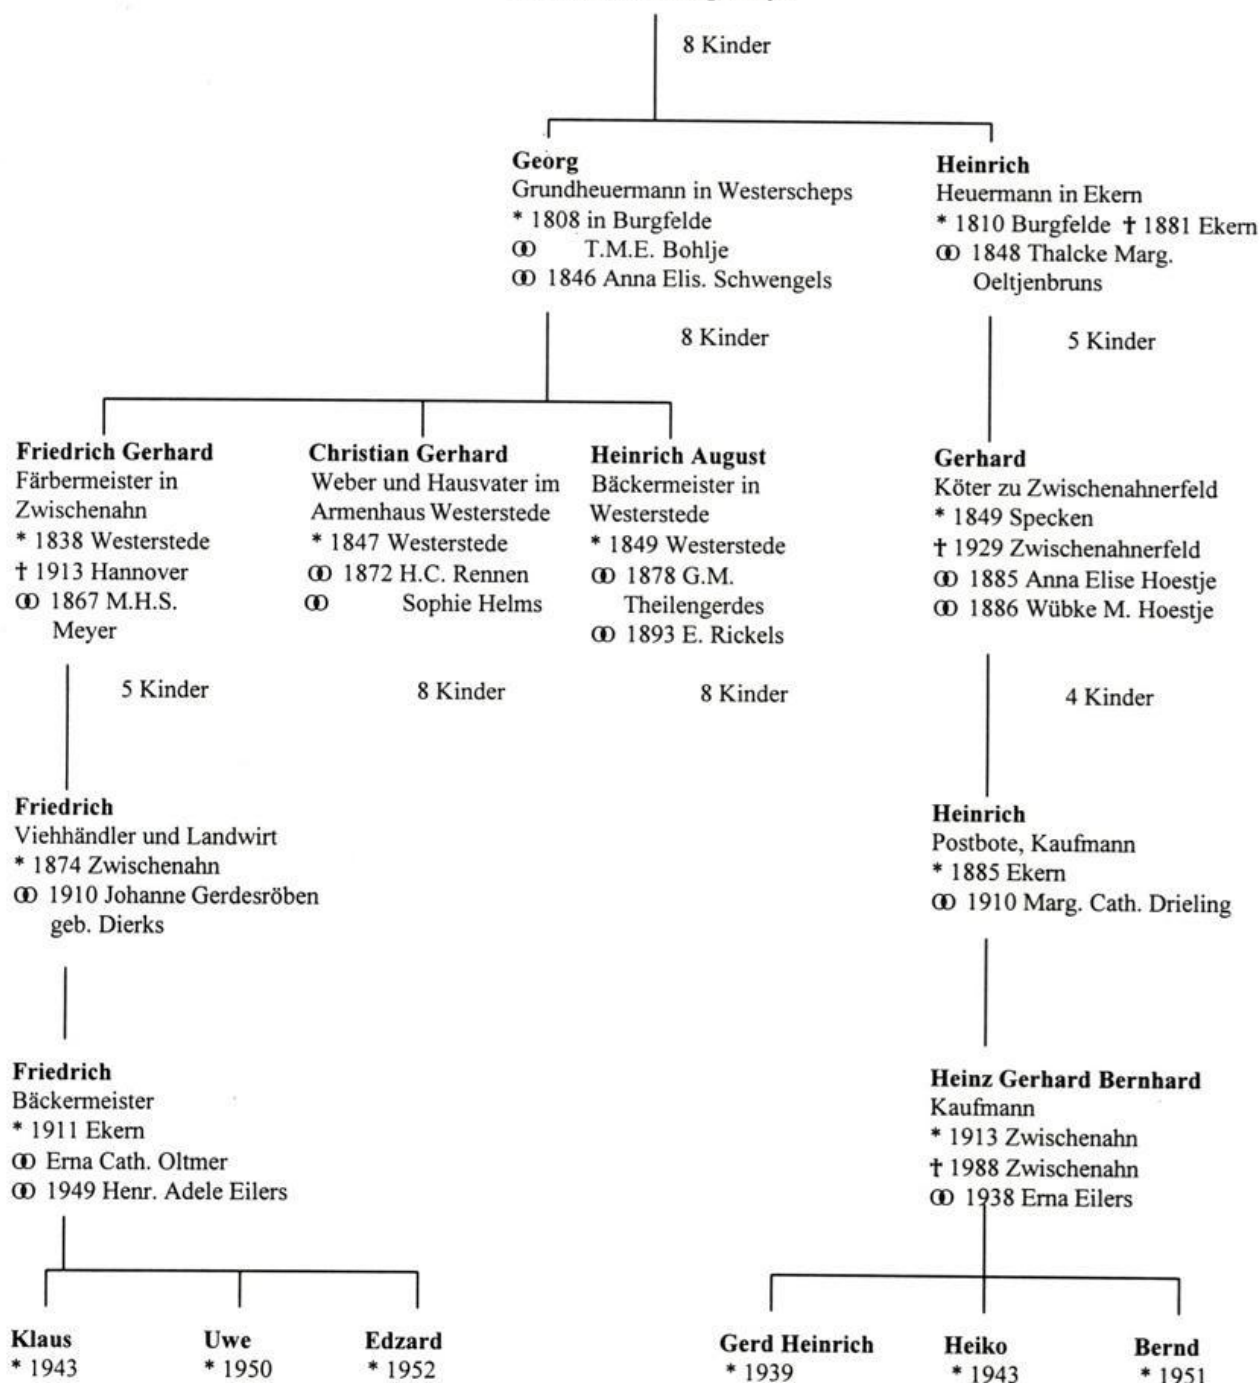 8 Kinder
Georg
Grundheuermann in Westerscheps
* 1808 in Burgfelde
⚭ T.M.E. Bohlje
⚭ 1846 Anna Elis. Schwengels
Heinrich
Heuermann in Ekern
* 1810 Burgfelde † 1881 Ekern
⚭ 1848 Thalcke Marg.
Oeltjenbruns
8 Kinder
5 Kinder
Friedrich Gerhard
Färbermeister in
Zwischenahn
* 1838 Westerstede
† 1913 Hannover
⚭ 1867 M.H.S.
Meyer
Christian Gerhard
Weber und Hausvater im
Armenhaus Westerstede
* 1847 Westerstede
⚭ 1872 H.C. Rennen
⚭ Sophie Helms
Heinrich August
Bäckermeister in
Westerstede
* 1849 Westerstede
⚭ 1878 G.M.
Theilengerdes
⚭ 1893 E. Rickels
Gerhard
Köter zu Zwischenahnerfeld
* 1849 Specken
† 1929 Zwischenahnerfeld
⚭ 1885 Anna Elise Hoestje
⚭ 1886 Wübke M. Hoestje
5 Kinder
8 Kinder
8 Kinder
4 Kinder
Friedrich
Viehhändler und Landwirt
* 1874 Zwischenahn
⚭ 1910 Johanne Gerdesröben
geb. Dierks
Heinrich
Postbote, Kaufmann
* 1885 Ekern
⚭ 1910 Marg. Cath. Drieling
Friedrich
Bäckermeister
* 1911 Ekern
⚭ Erna Cath. Oltmer
⚭ 1949 Henr. Adele Eilers
Heinz Gerhard Bernhard
Kaufmann
* 1913 Zwischenahn
† 1988 Zwischenahn
⚭ 1938 Erna Eilers
Klaus
* 1943
Uwe
* 1950
Edzard
* 1952
Gerd Heinrich
* 1939
Heiko
* 1943
Bernd
* 1951